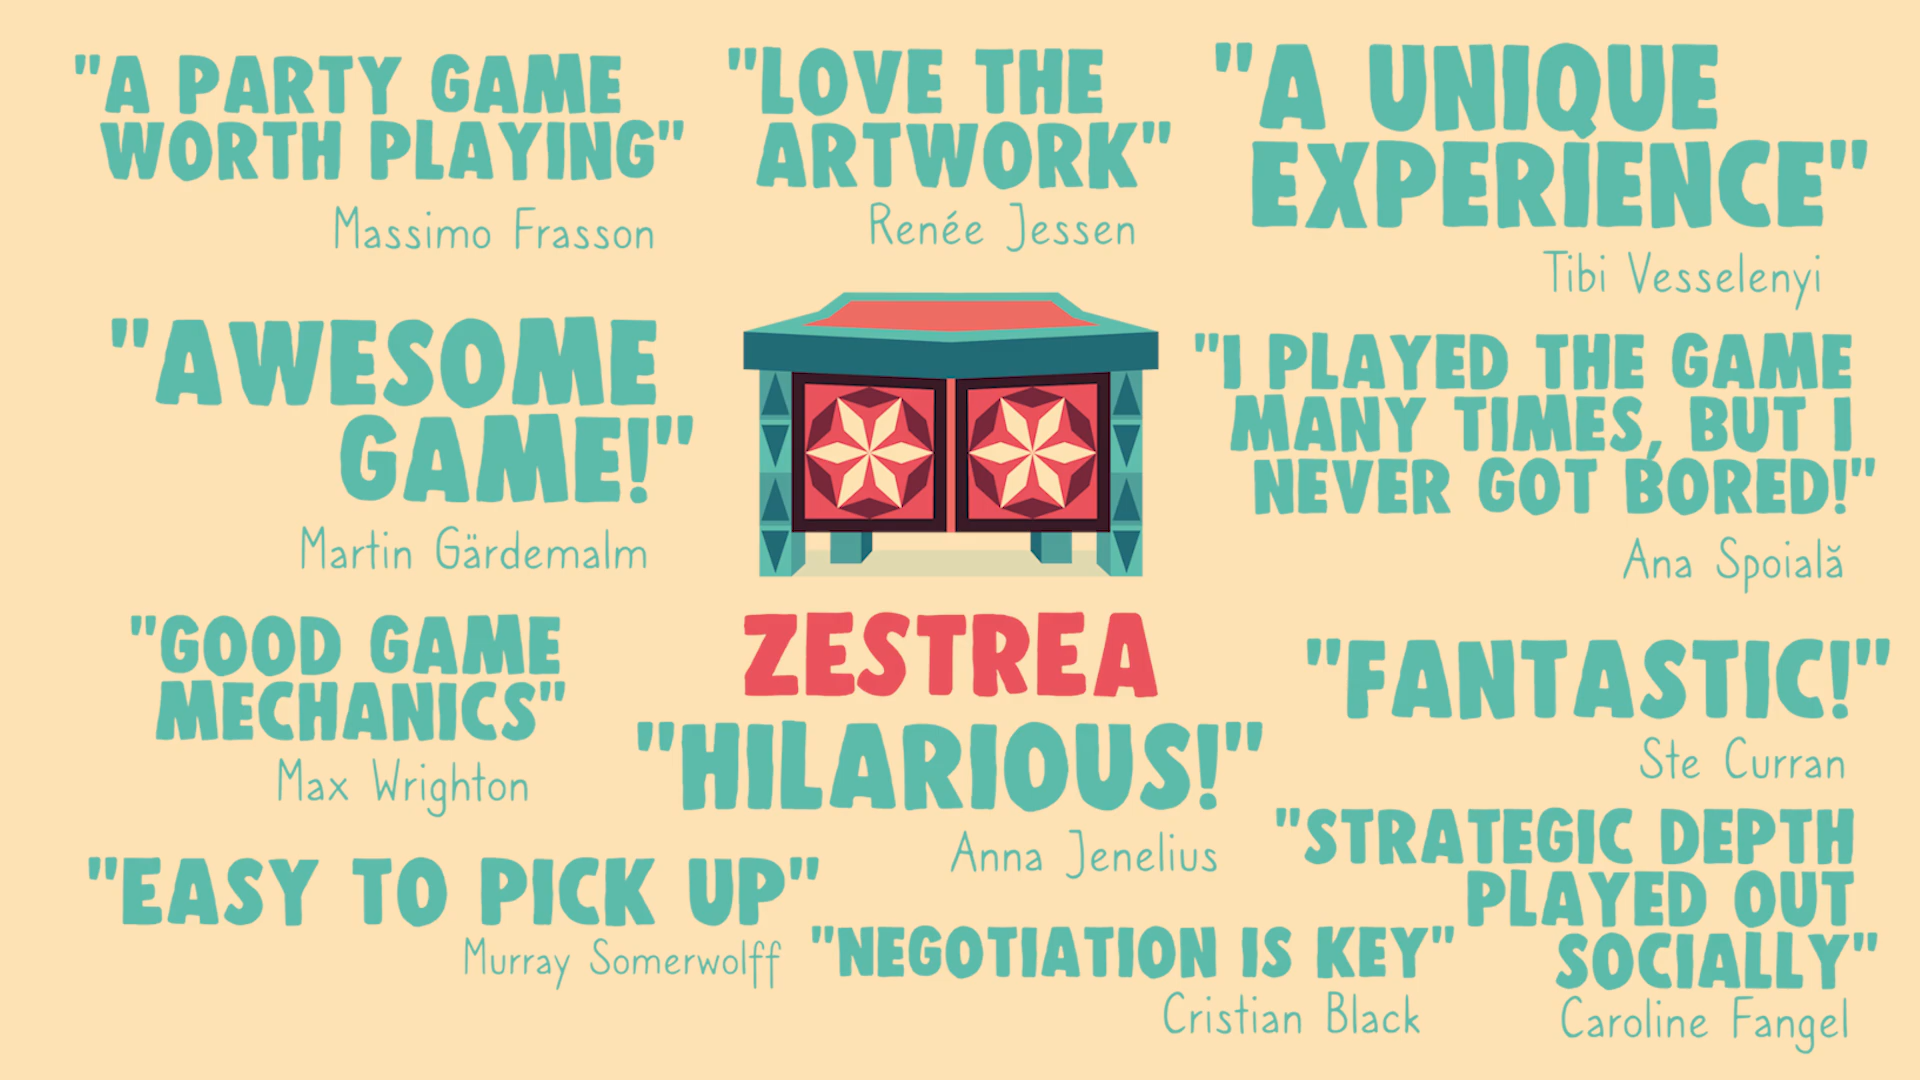 "A PARTY GAME
WORTH PLAYING"
Massimo Frasson
"LOVE THE
ARTWORK"
Renée Jessen
"A UNIQUE
EXPERIENCE"
Tibi Vesselenyi
"AWESOME
GAME!"
Martin Gärdemalm
"I PLAYED THE GAME
MANY TIMES, BUT I
NEVER GOT BORED!"
Ana Spoială
"GOOD GAME
MECHANICS"
Max Wrighton
ZESTREA
"HILARIOUS!"
Anna Jenelius
"FANTASTIC!"
Ste Curran
"EASY TO PICK UP"
Murray Somerwolff
"NEGOTIATION IS KEY"
Cristian Black
"STRATEGIC DEPTH
PLAYED OUT
SOCIALLY"
Caroline Fangel